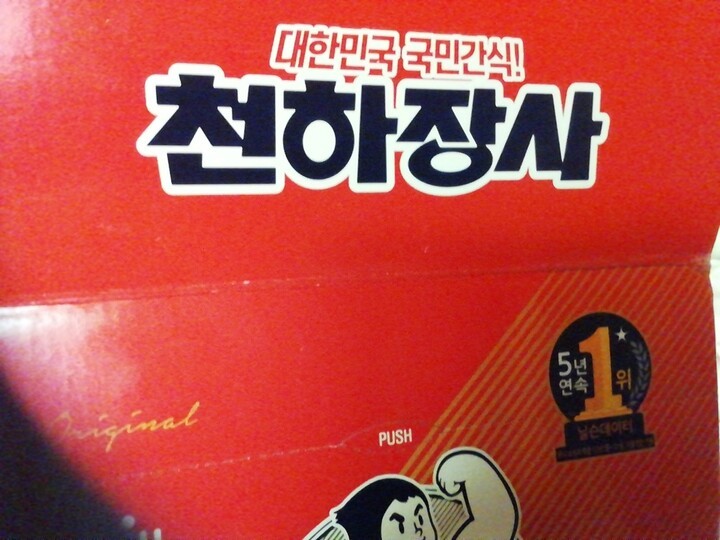 대한민국 국민간식!
천하장사
5년
연속
1위
닐슨데이터
Original
PUSH